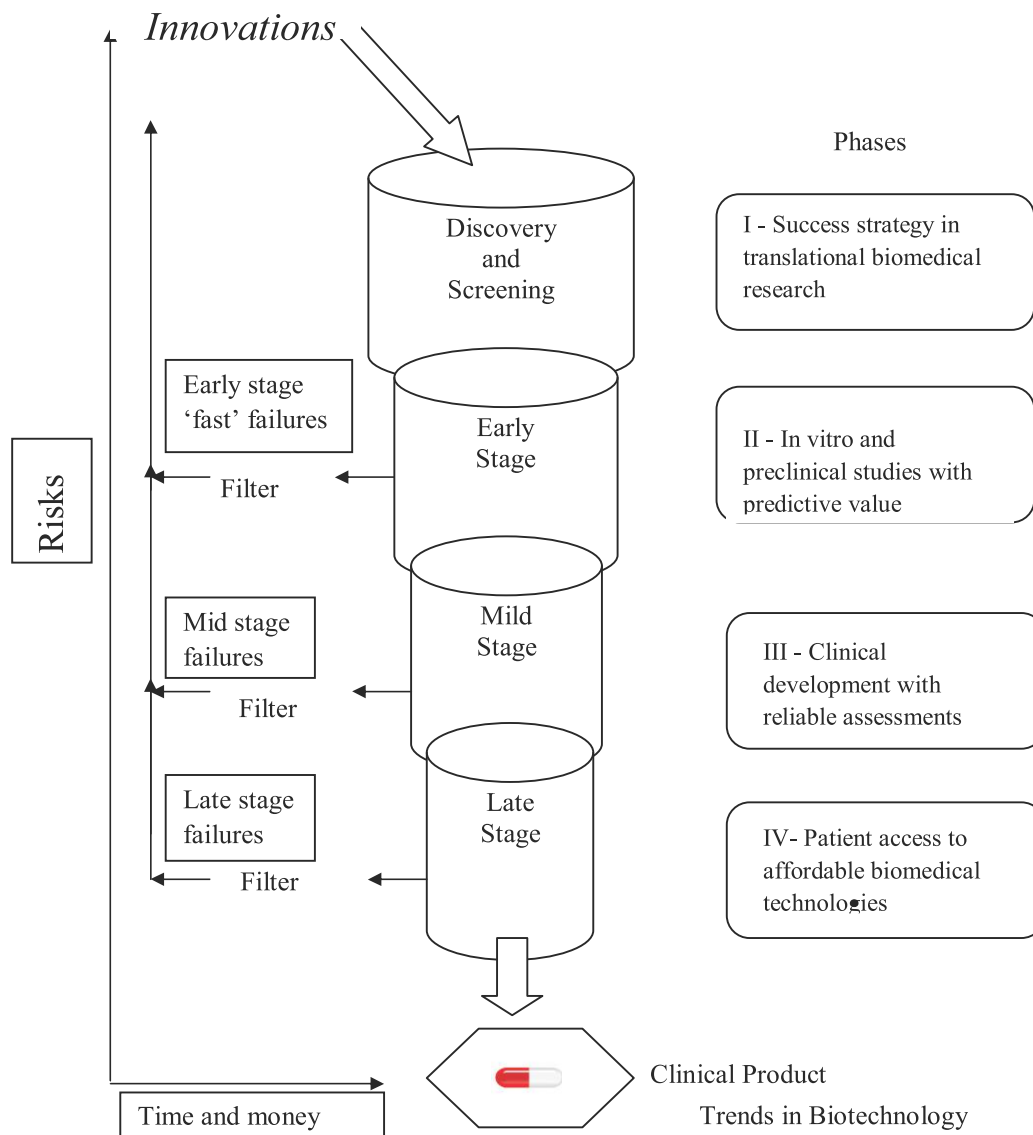 Innovations
Phases
Discovery
and
Screening
I - Success strategy in
translational biomedical
research
Early stage
‘fast’ failures
Filter
Early
Stage
II - In vitro and
preclinical studies with
predictive value
Risks
Mid stage
failures
Filter
Mild
Stage
III - Clinical
development with
reliable assessments
Late stage
failures
Filter
Late
Stage
IV- Patient access to
affordable biomedical
technologies
Clinical Product
Time and money
Trends in Biotechnology